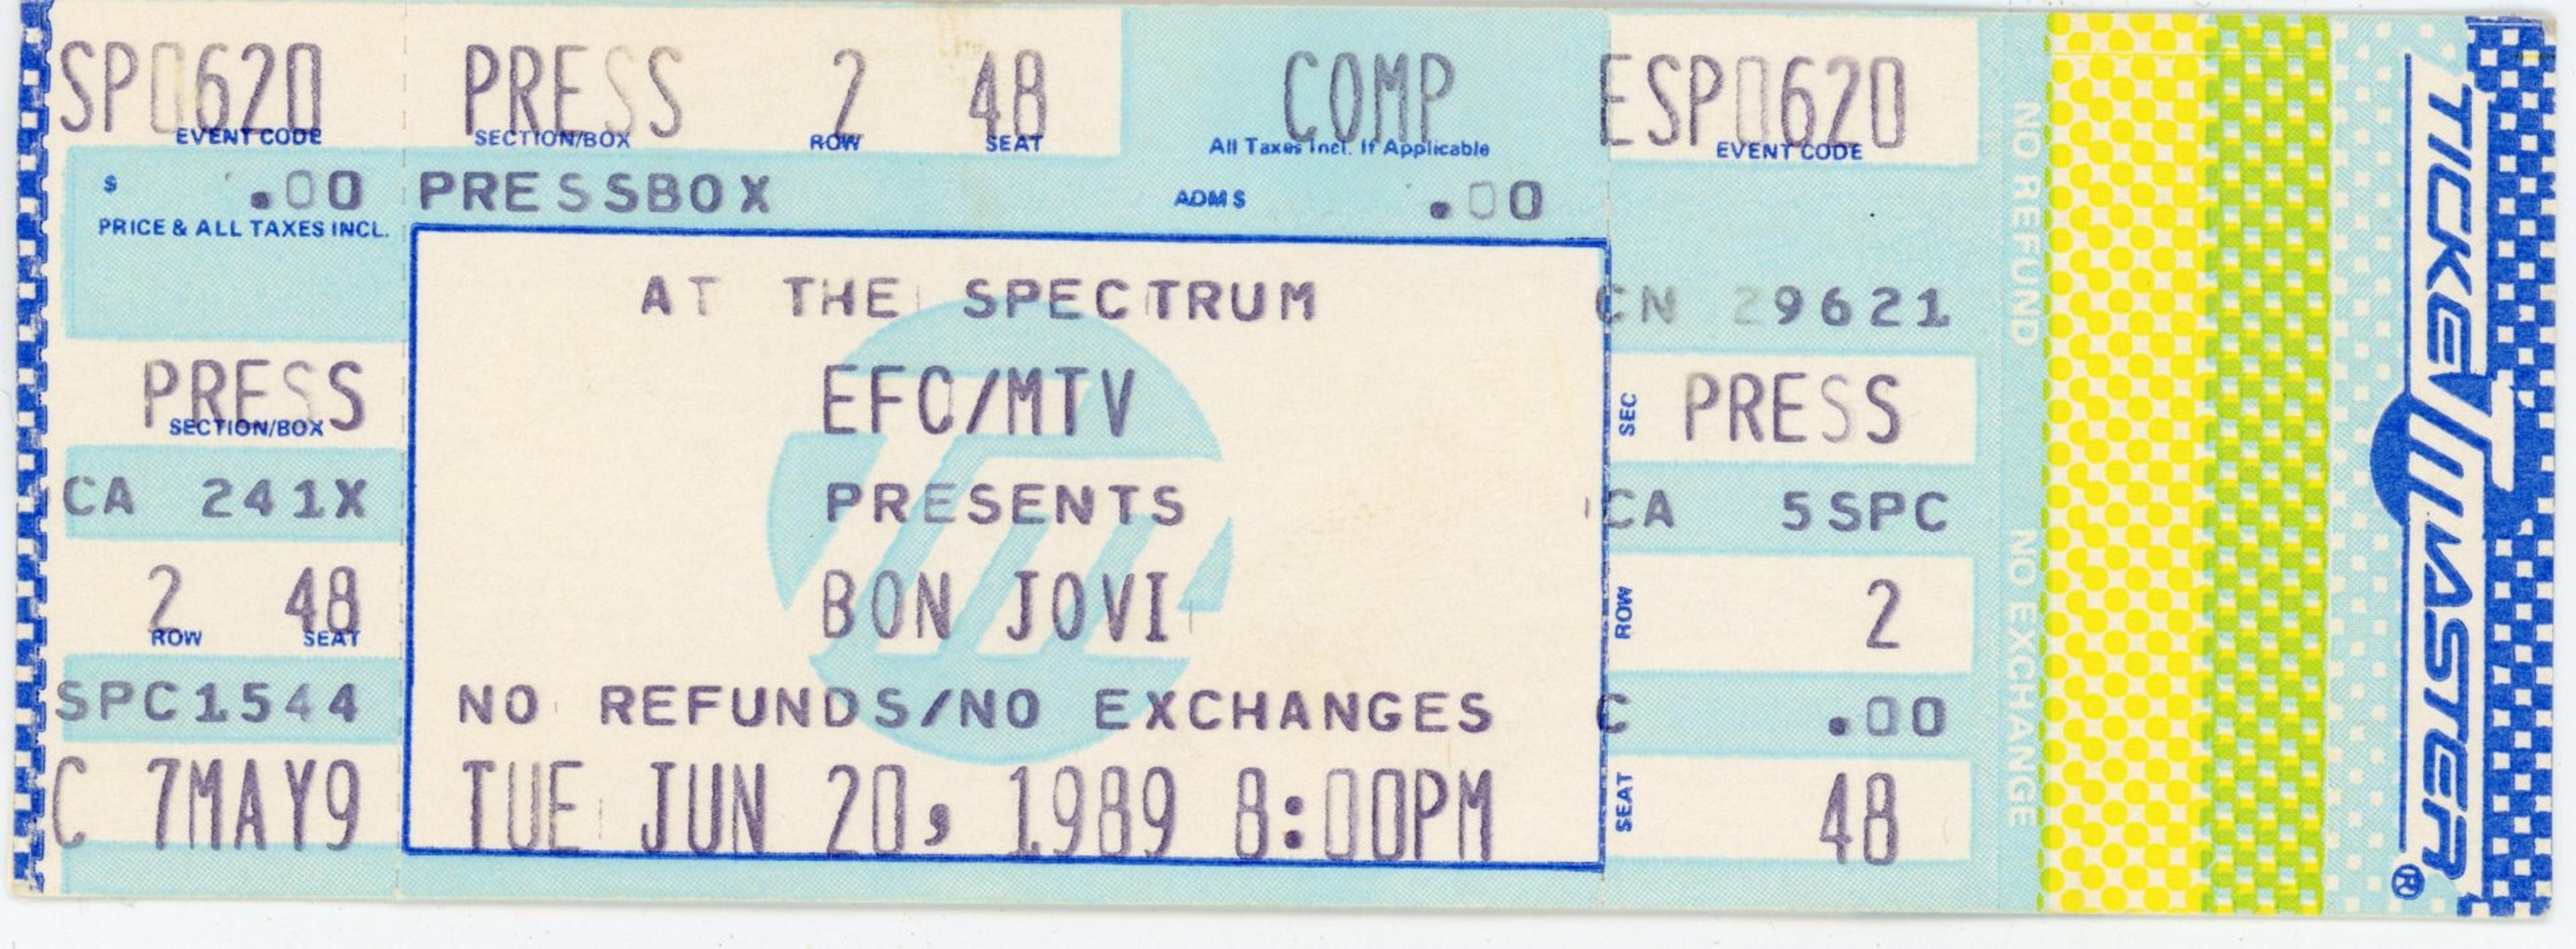 SP0620 PRESS 2 48 COMP ESP0620
EVENT CODE SECTION/BOX ROW SEAT All Taxes Incl. If Applicable EVENT CODE
$ .00 PRESSBOX ADM $ .00
PRICE & ALL TAXES INCL.
AT THE SPECTRUM
CN 29621
EFC/MTV
PRESS
SECTION/BOX
SEC PRESS
CA 241X
PRESENTS
CA 5SPC
2 48
ROW SEAT
BON JOVI
ROW 2
SPC1544
NO REFUNDS/NO EXCHANGES
C .00
C 7MAY9
TUE JUN 20, 1989 8:00PM
SEAT 48
NO REFUND NO EXCHANGE
TICKETMASTER®